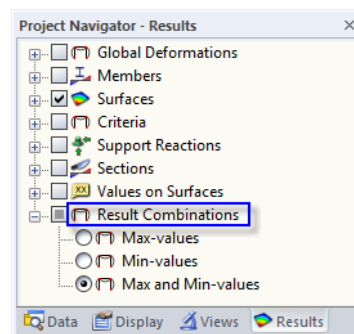 Project Navigator - Results
Global Deformations
Members
Surfaces
Criteria
Support Reactions
Sections
xx Values on Surfaces
Result Combinations
Max-values
Min-values
Max and Min-values
Data Display Views Results